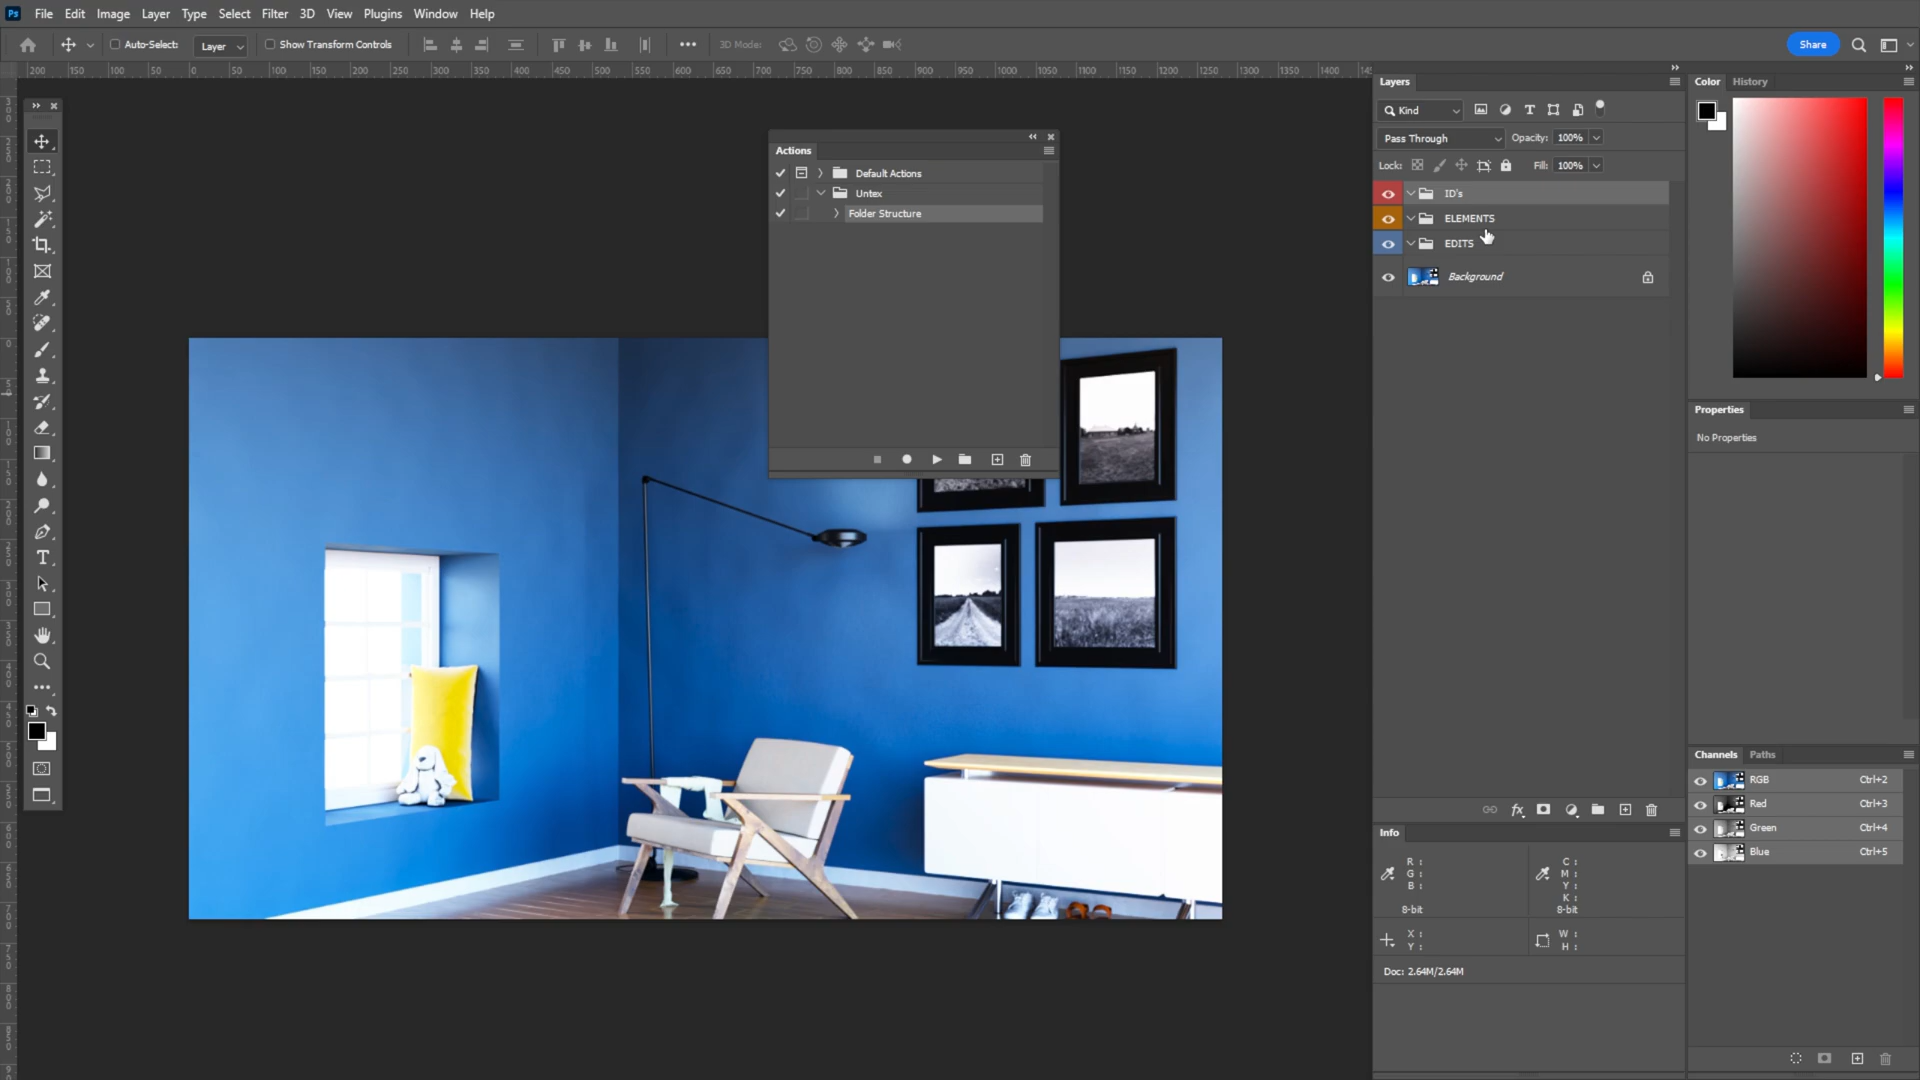 Ps File Edit Image Layer Type Select Filter 3D View Plugins Window Help
Auto-Select: Layer Show Transform Controls 3D Mode: Share
200 150 100 50 0 50 100 150 200 250 300 350 400 450 500 550 600 650 700 750 800 850 900 950 1000 1050 1100 1150 1200 1250 1300 1350 1400
Actions
Default Actions
Untex
Folder Structure
Layers
Kind
Pass Through Opacity: 100%
Lock: Fill: 100%
ID's
ELEMENTS
EDITS
Background
Color History
Properties
No Properties
Channels Paths
RGB Ctrl+2
Red Ctrl+3
Green Ctrl+4
Blue Ctrl+5
Info
R : C :
G : M :
B : Y :
K :
8-bit 8-bit
X : W :
Y : H :
Doc: 2.64M/2.64M